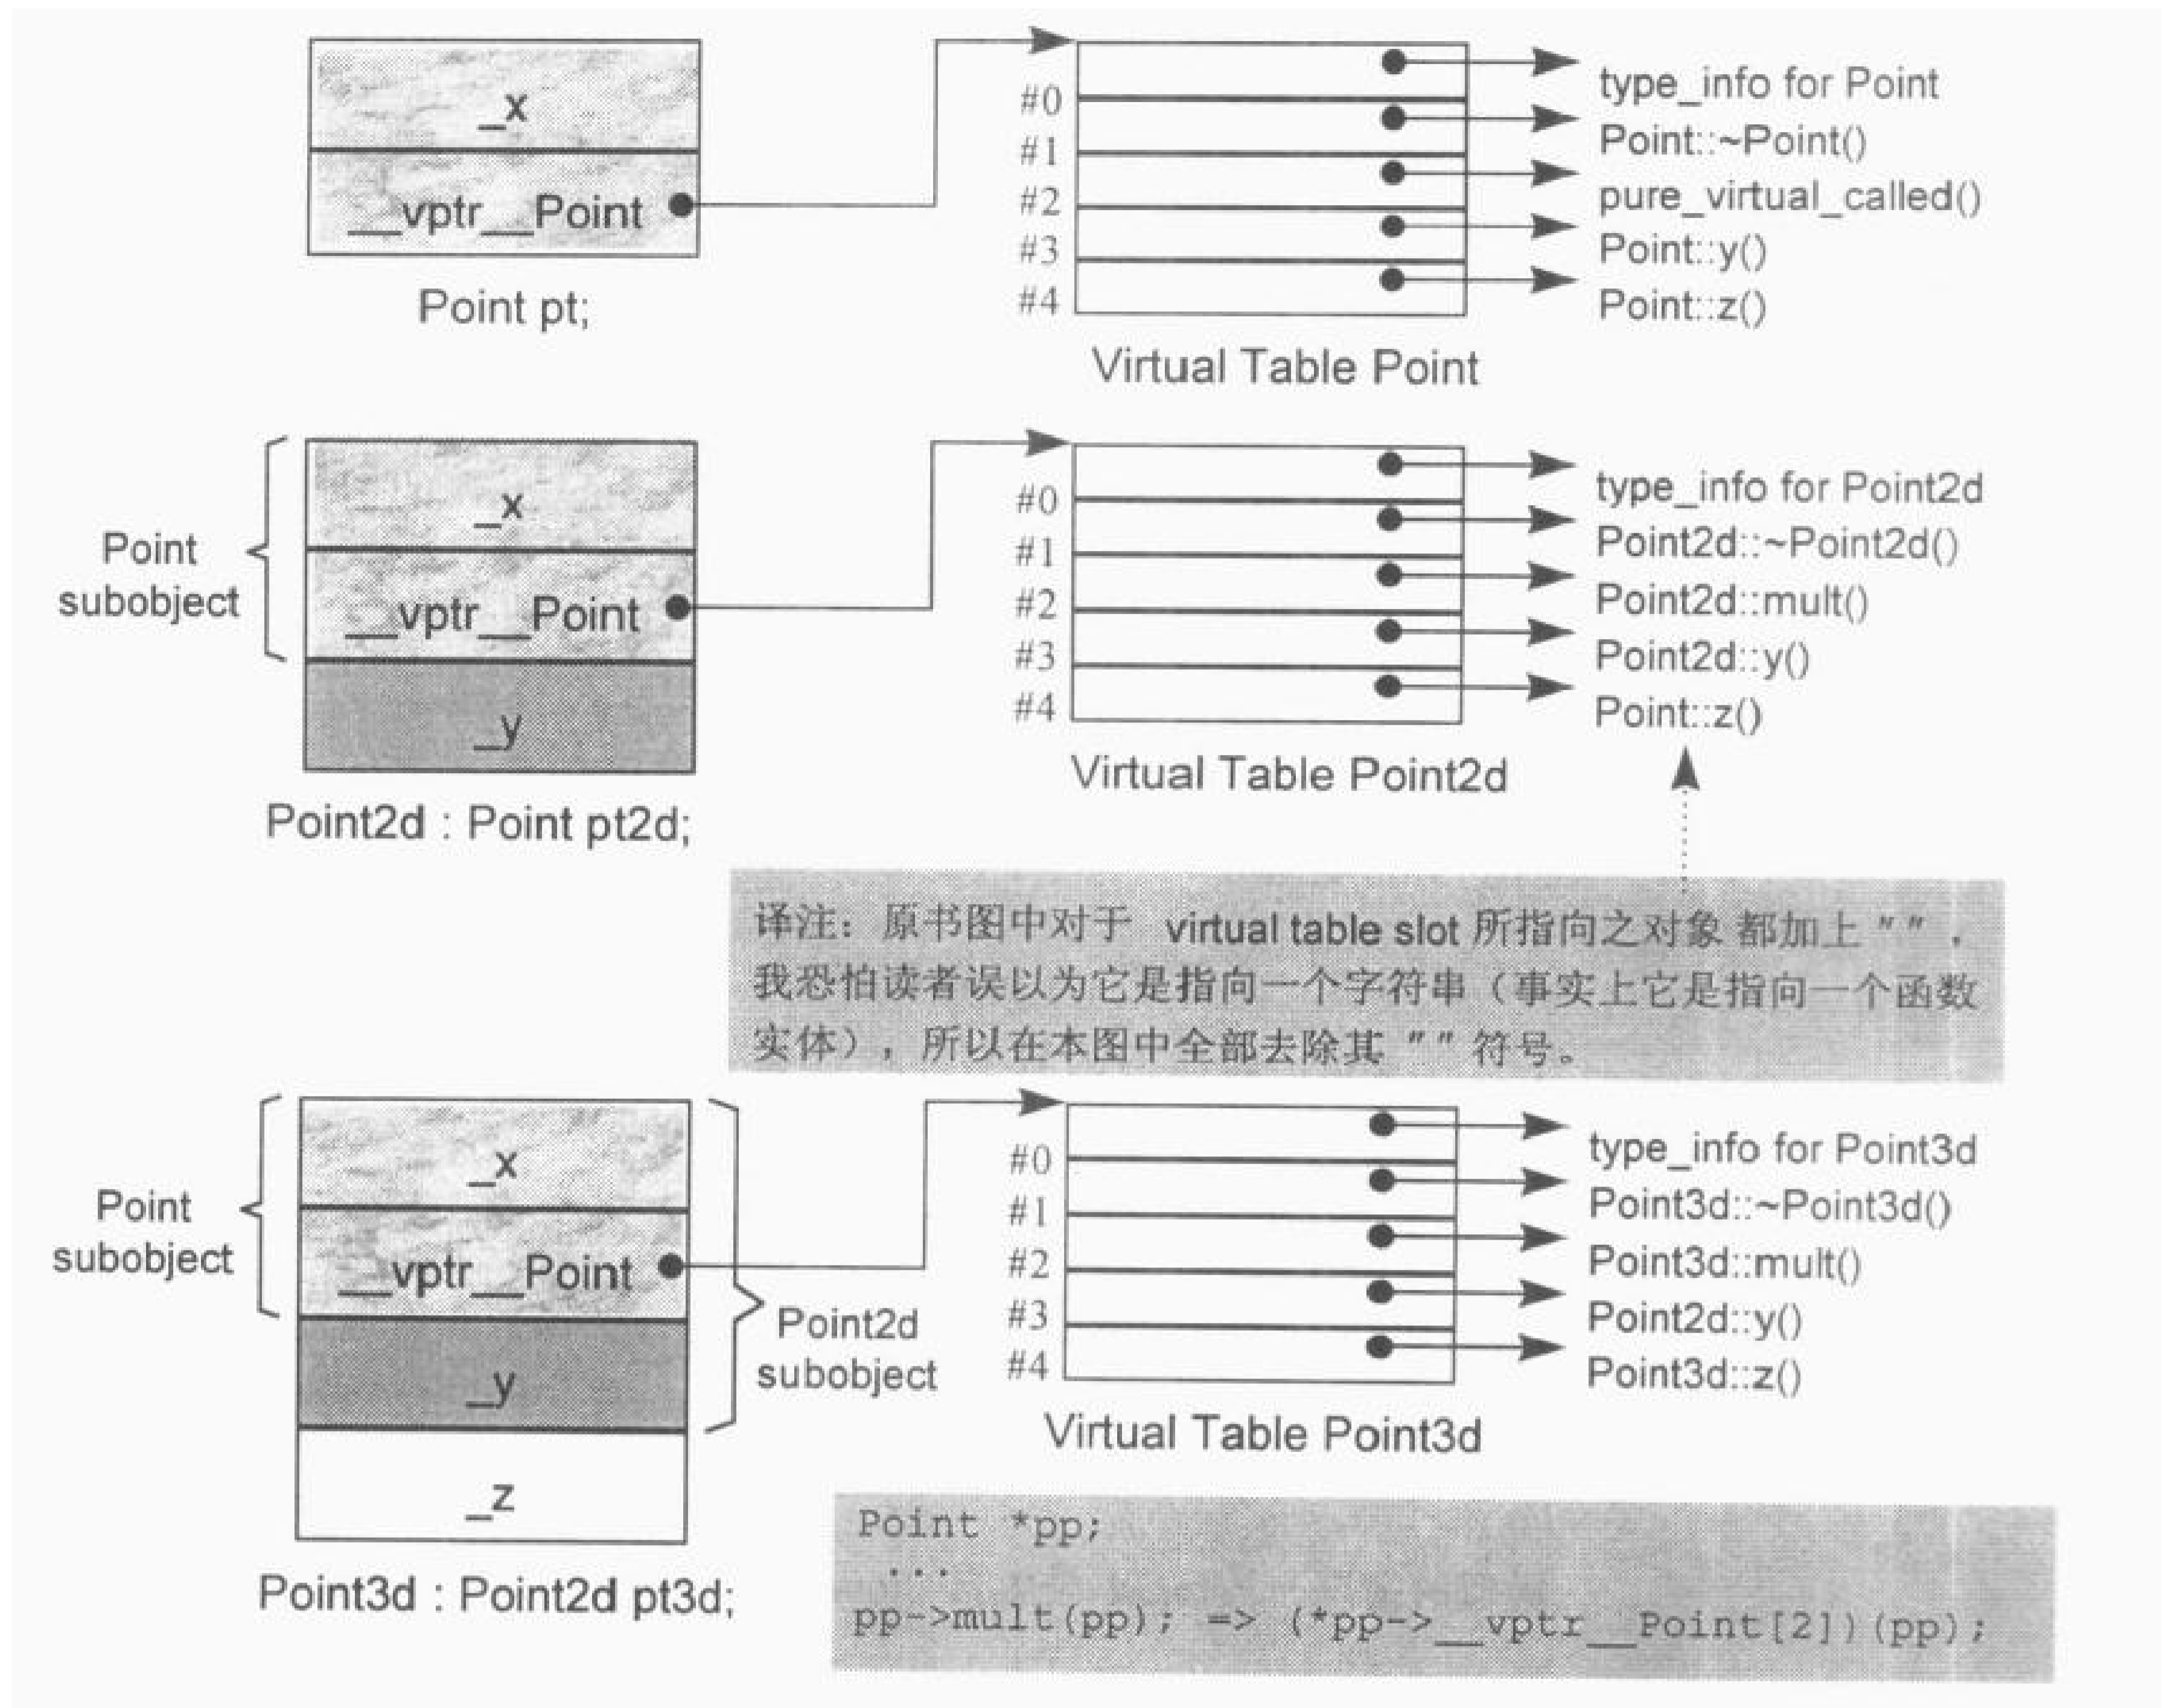 _x
__vptr__Point
Point pt;
#0
#1
#2
#3
#4
type_info for Point
Point::~Point()
pure_virtual_called()
Point::y()
Point::z()
Virtual Table Point
Point
subobject
_x
__vptr__Point
_y
Point2d : Point pt2d;
#0
#1
#2
#3
#4
type_info for Point2d
Point2d::~Point2d()
Point2d::mult()
Point2d::y()
Point::z()
Virtual Table Point2d
译注：原书图中对于 virtual table slot 所指向之对象 都加上 " " ，
我恐怕读者误以为它是指向一个字符串（事实上它是指向一个函数
实体），所以在本图中全部去除其 " " 符号。
Point
subobject
_x
__vptr__Point
_y
_z
Point2d
subobject
Point3d : Point2d pt3d;
#0
#1
#2
#3
#4
type_info for Point3d
Point3d::~Point3d()
Point3d::mult()
Point2d::y()
Point3d::z()
Virtual Table Point3d
Point *pp;
...
pp->mult(pp); => (*pp->__vptr__Point[2])(pp);